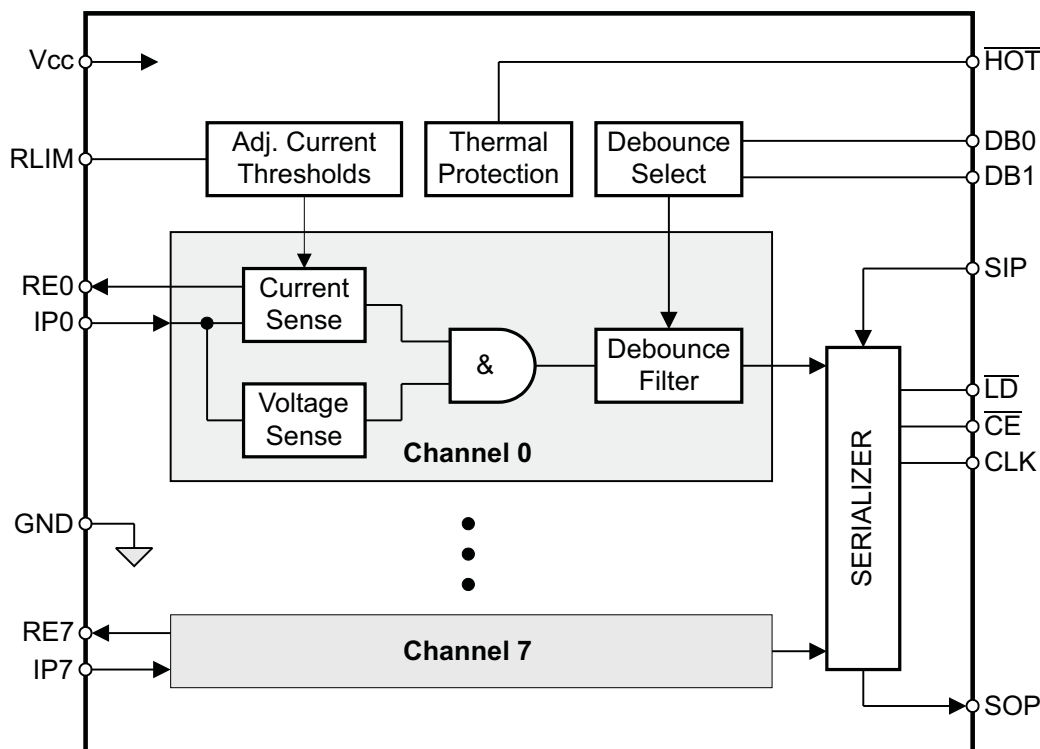 Vcc
HOT
RLIM
Adj. Current
Thresholds
Thermal
Protection
Debounce
Select
DB0
DB1
RE0
IP0
Current
Sense
&
Debounce
Filter
Voltage
Sense
Channel 0
SIP
LD
CE
CLK
SERIALIZER
GND
RE7
IP7
Channel 7
SOP